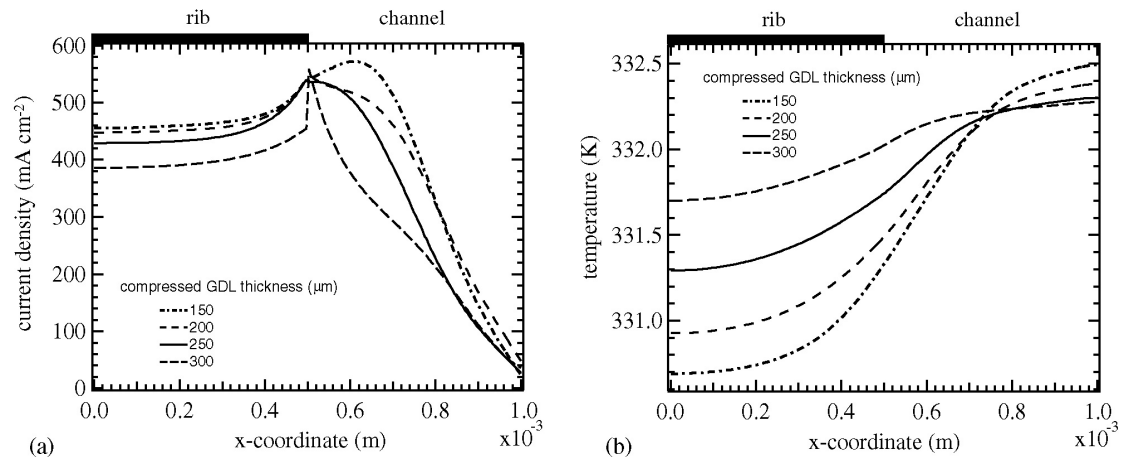 rib channel
600
500
400
300
200
100
0
current density (mA cm-2)
compressed GDL thickness (µm)
150
200
250
300
0.0 0.2 0.4 0.6 0.8 1.0
x-coordinate (m) x10-3
(a)
rib channel
332.5
332.0
331.5
331.0
temperature (K)
compressed GDL thickness (µm)
150
200
250
300
0.0 0.2 0.4 0.6 0.8 1.0
x-coordinate (m) x10-3
(b)